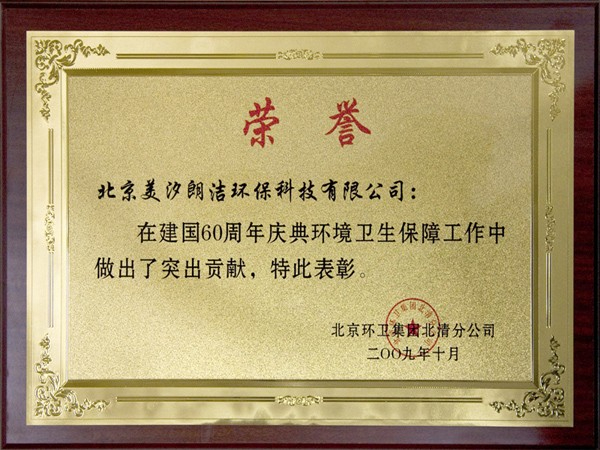 荣 誉
北京美汐朗洁环保科技有限公司：
在建国60周年庆典环境卫生保障工作中
做出了突出贡献，特此表彰。
北京环卫集团北清分公司
二〇〇九年十月